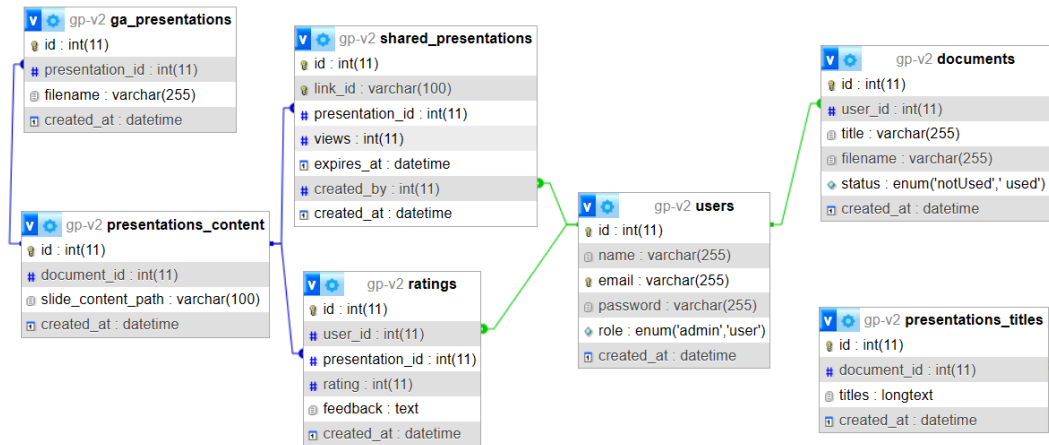 gp-v2 ga_presentations
id : int(11)
presentation_id : int(11)
filename : varchar(255)
created_at : datetime
gp-v2 shared_presentations
id : int(11)
link_id : varchar(100)
presentation_id : int(11)
views : int(11)
expires_at : datetime
created_by : int(11)
created_at : datetime
gp-v2 documents
id : int(11)
user_id : int(11)
title : varchar(255)
filename : varchar(255)
status : enum('notUsed',' used')
created_at : datetime
gp-v2 presentations_content
id : int(11)
document_id : int(11)
slide_content_path : varchar(100)
created_at : datetime
gp-v2 ratings
id : int(11)
user_id : int(11)
presentation_id : int(11)
rating : int(11)
feedback : text
created_at : datetime
gp-v2 users
id : int(11)
name : varchar(255)
email : varchar(255)
password : varchar(255)
role : enum('admin','user')
created_at : datetime
gp-v2 presentations_titles
id : int(11)
document_id : int(11)
titles : longtext
created_at : datetime